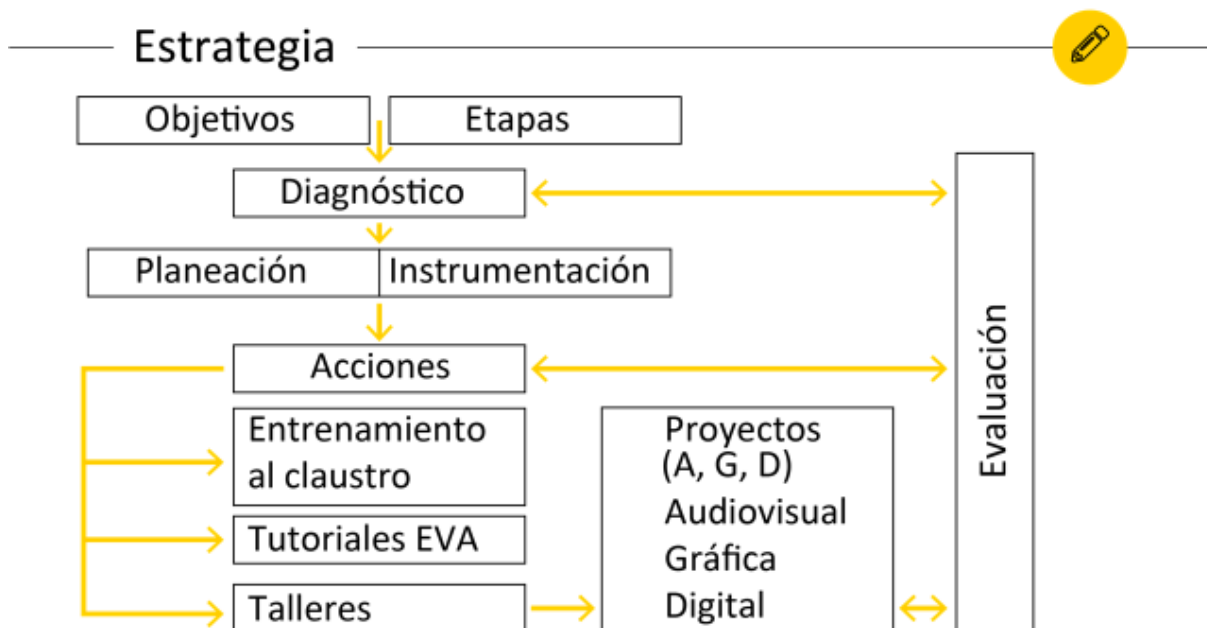 Estrategia
Objetivos
Etapas
Diagnóstico
Planeación
Instrumentación
Acciones
Entrenamiento
al claustro
Tutoriales EVA
Talleres
Proyectos
(A, G, D)
Audiovisual
Gráfica
Digital
Evaluación